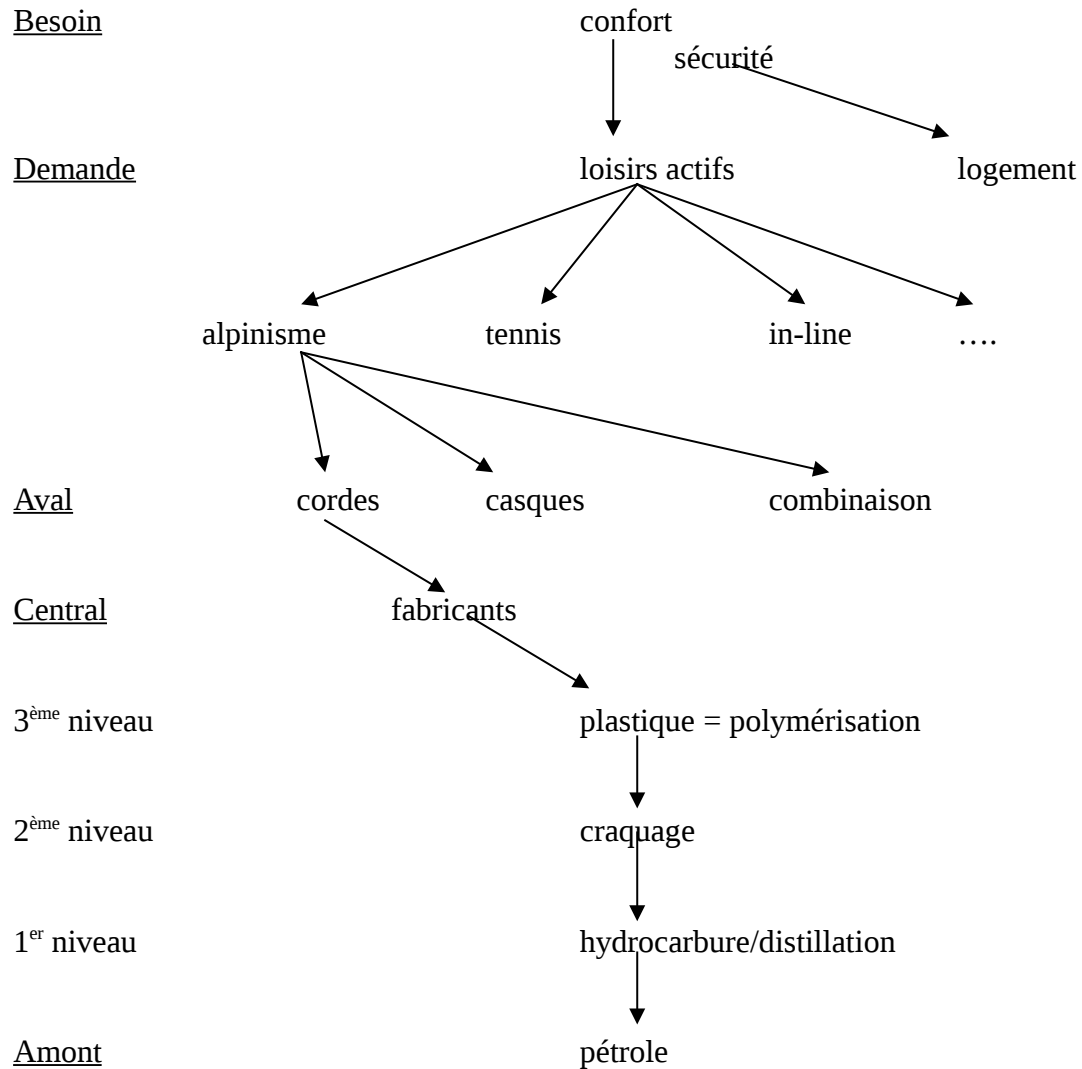 Besoin confort
sécurité
Demande loisirs actifs logement
alpinisme tennis in-line ….
Aval cordes casques combinaison
Central fabricants
3ème niveau plastique = polymérisation
2ème niveau craquage
1er niveau hydrocarbure/distillation
Amont pétrole